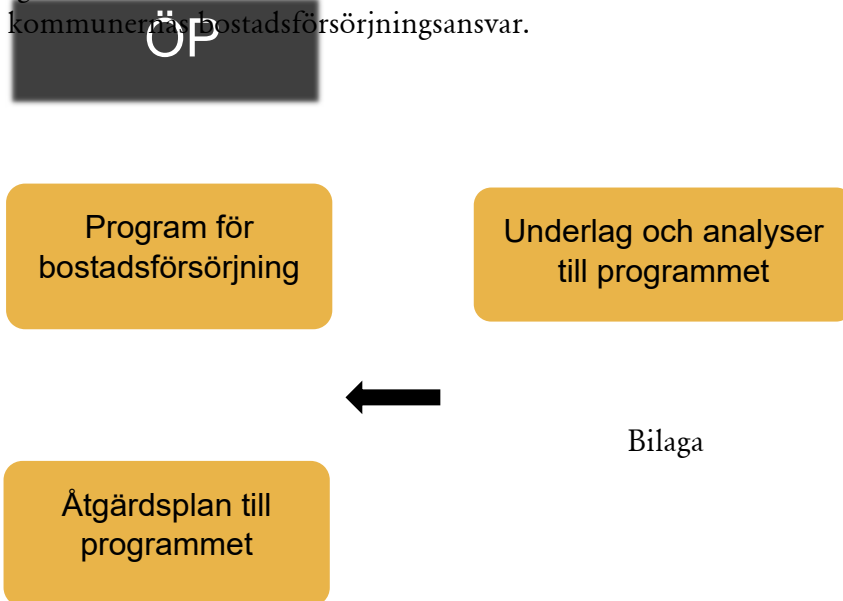 kommunernas bostadsförsörjningsansvar.
ÖP
Program för
bostadsförsörjning
Underlag och analyser
till programmet
Bilaga
Åtgärdsplan till
programmet